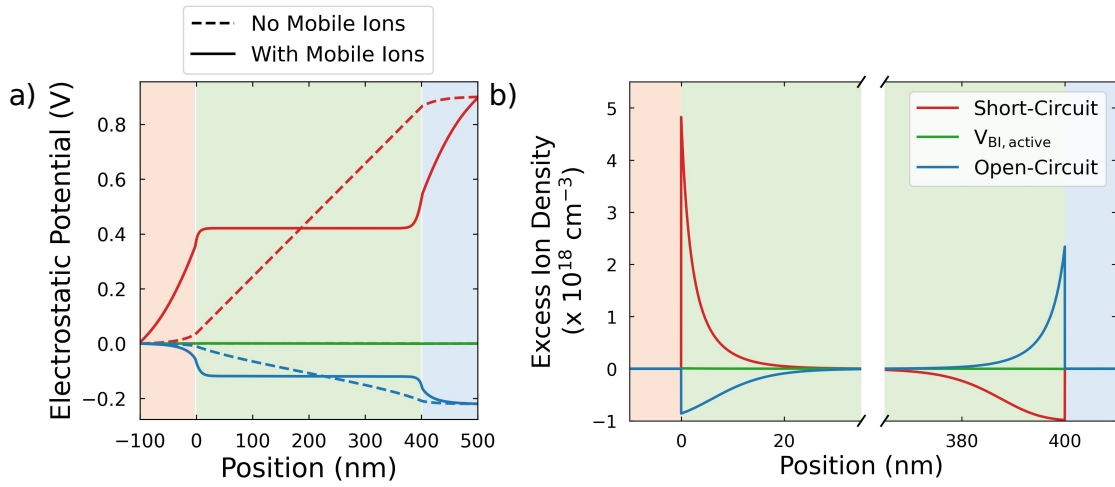 No Mobile Ions
With Mobile Ions
a)
Electrostatic Potential (V)
0.8
0.6
0.4
0.2
0.0
−0.2
−100
0
100
200
300
400
500
Position (nm)
b)
Excess Ion Density
(x 10¹⁸ cm⁻³)
5
4
3
2
1
0
−1
0
20
380
400
Position (nm)
Short-Circuit
V_BI,active
Open-Circuit